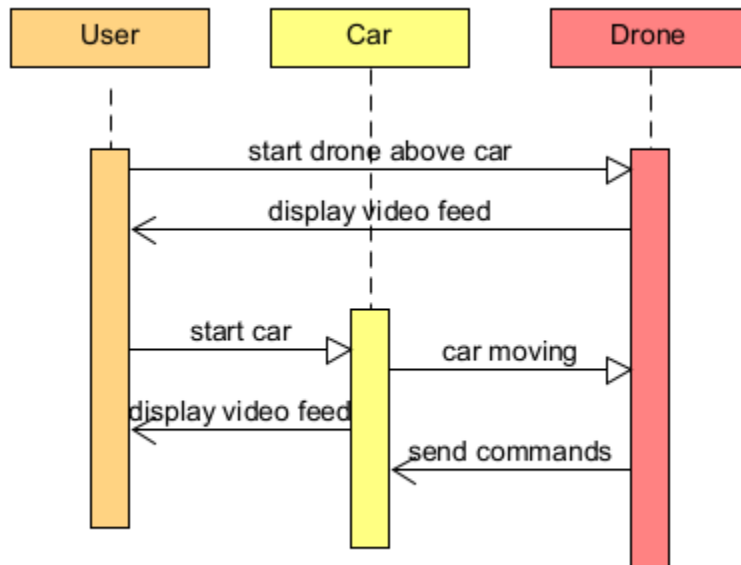 User
Car
Drone
start drone above car
display video feed
start car
car moving
display video feed
send commands